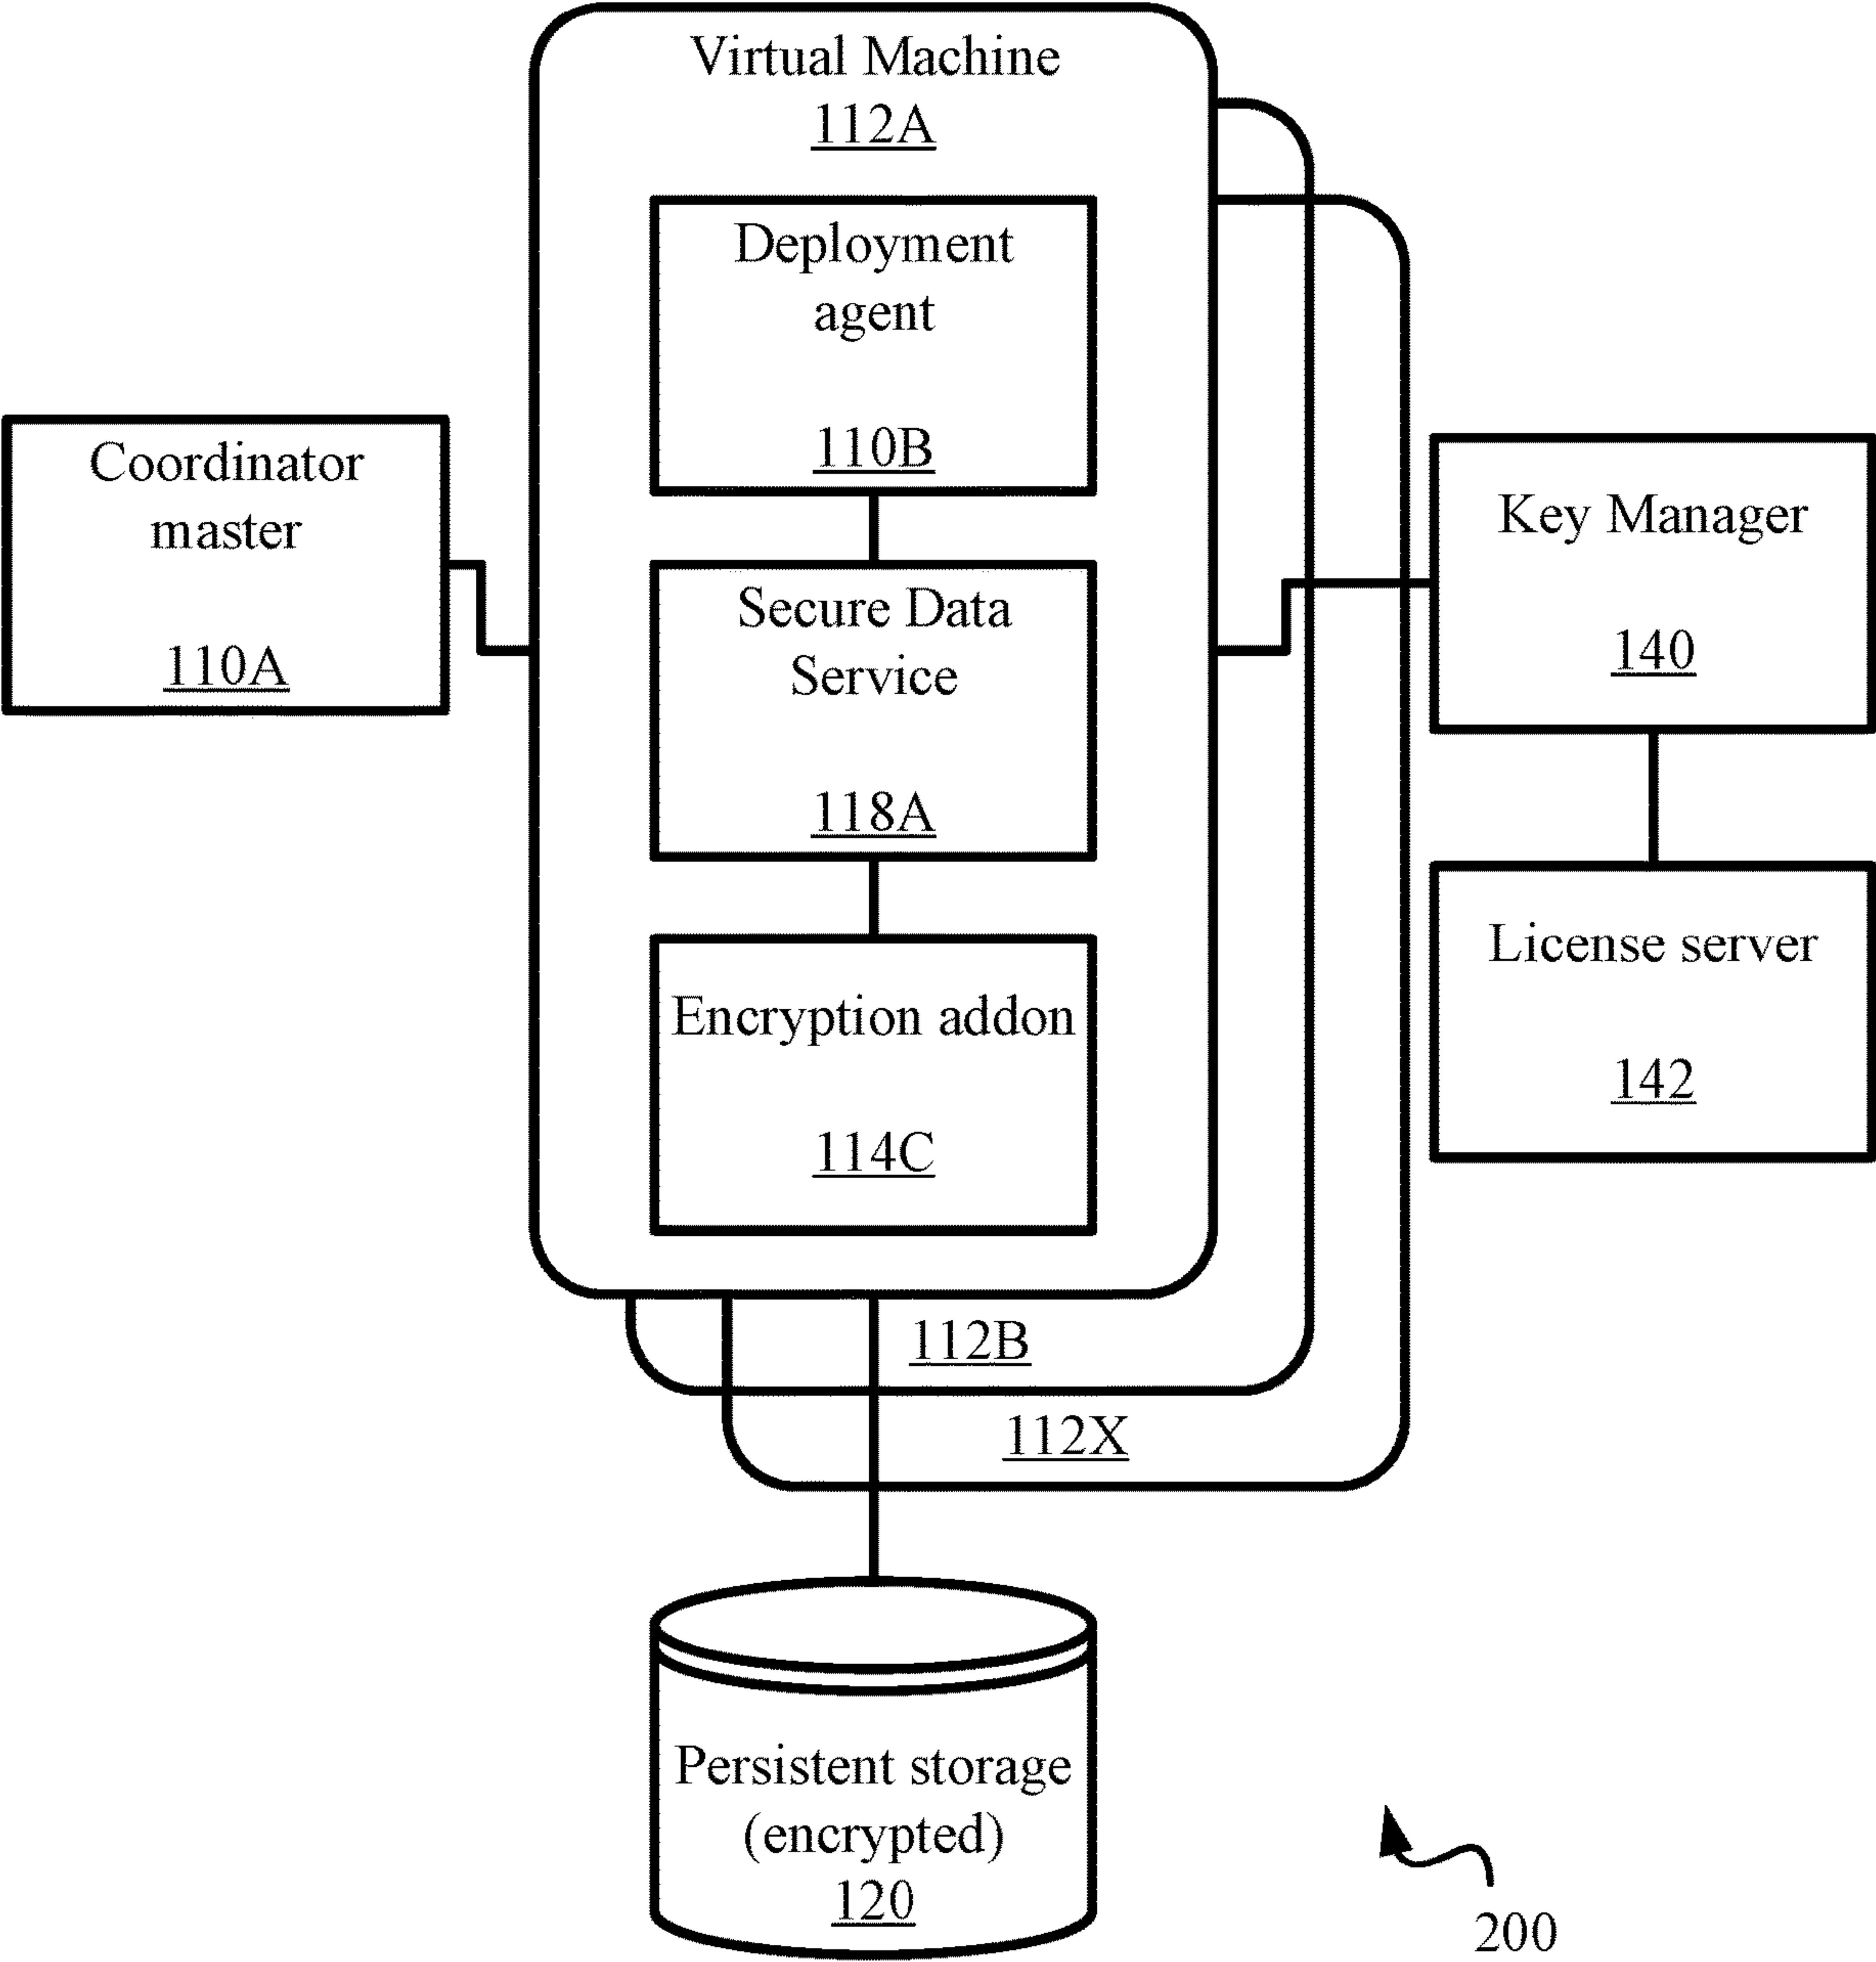 Virtual Machine
112A
Deployment
agent
110B
Coordinator
master
110A
Secure Data
Service
118A
Key Manager
140
License server
142
Encryption addon
114C
112B
112X
Persistent storage
(encrypted)
120
200